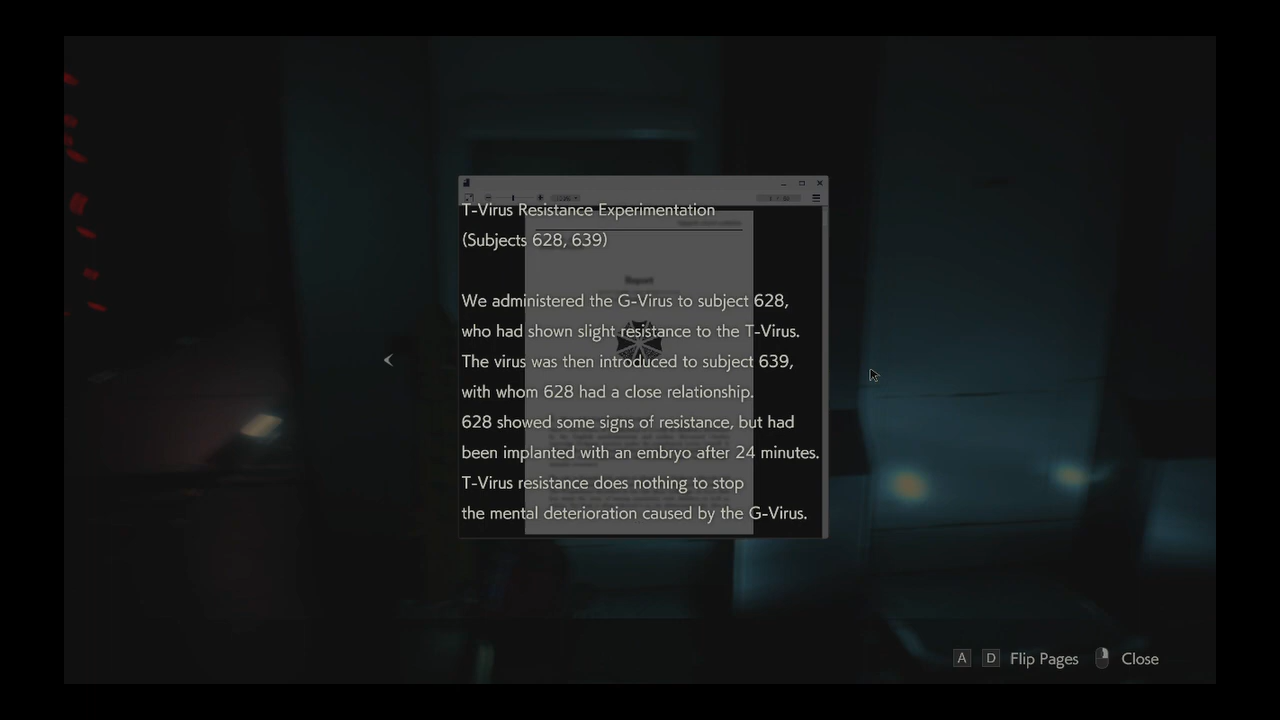 T-Virus Resistance Experimentation
(Subjects 628, 639)
Report
We administered the G-Virus to subject 628,
who had shown slight resistance to the T-Virus.
The virus was then introduced to subject 639,
with whom 628 had a close relationship.
628 showed some signs of resistance, but had
been implanted with an embryo after 24 minutes.
T-Virus resistance does nothing to stop
the mental deterioration caused by the G-Virus.
A D Flip Pages Close